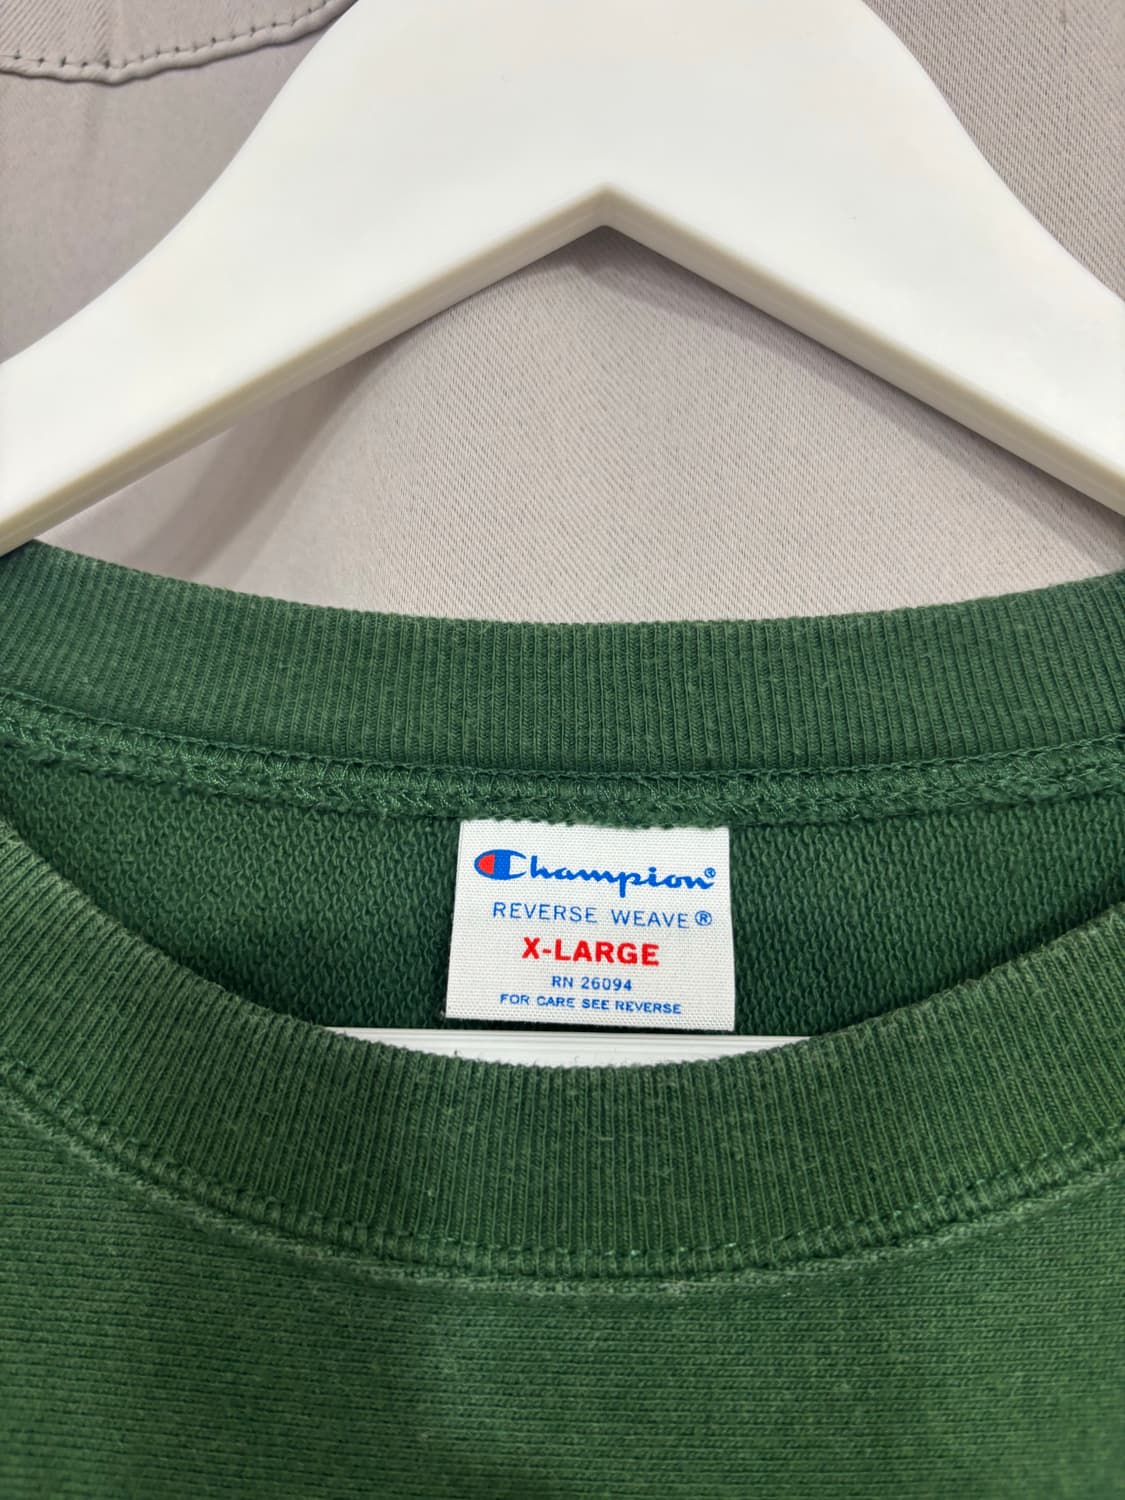 Champion®
REVERSE WEAVE®
X-LARGE
RN 26094
FOR CARE SEE REVERSE